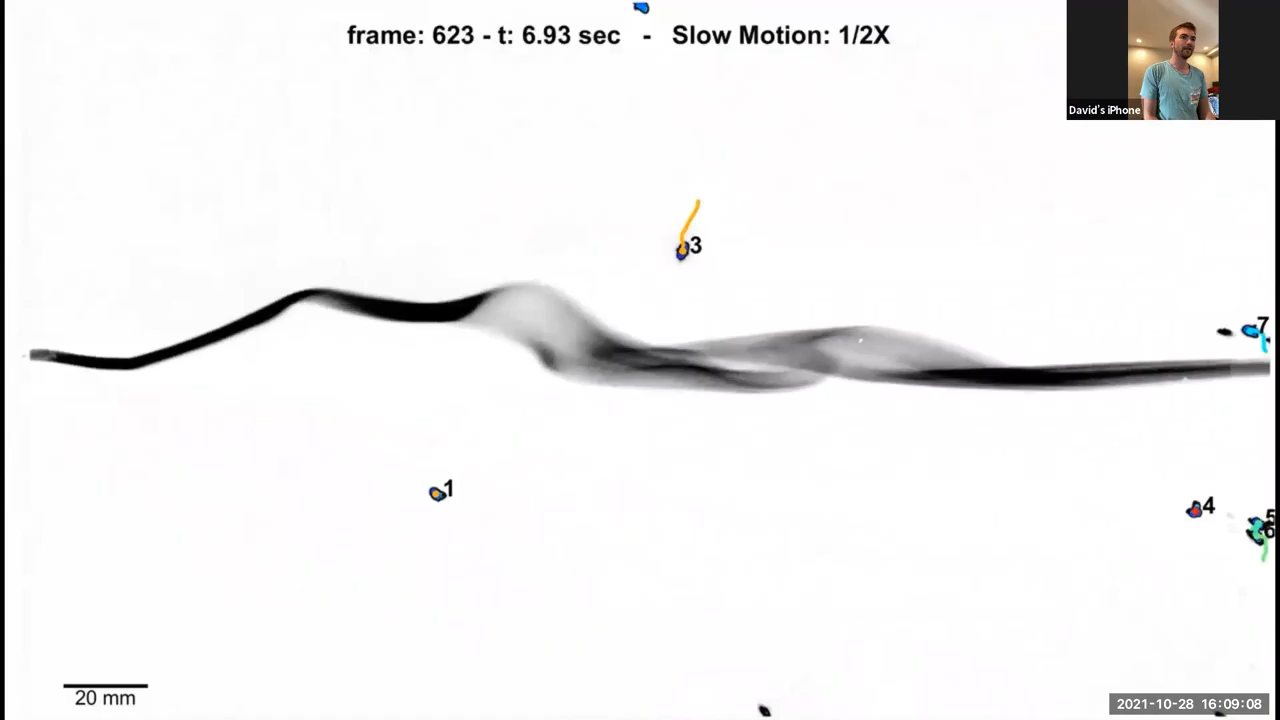 frame: 623 - t: 6.93 sec - Slow Motion: 1/2X
David's iPhone
3
7
1
4
5
6
20 mm
2021-10-28 16:09:08